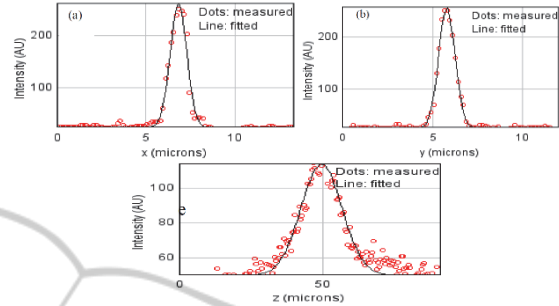 (a)
Dots: measured
Line: fitted
Intensity (AU)
200
100
0
5
10
x (microns)
(b)
Dots: measured
Line: fitted
Intensity (AU)
200
100
0
5
10
y (microns)
Dots: measured
Line: fitted
Intensity (AU)
100
80
60
e
0
50
z (microns)